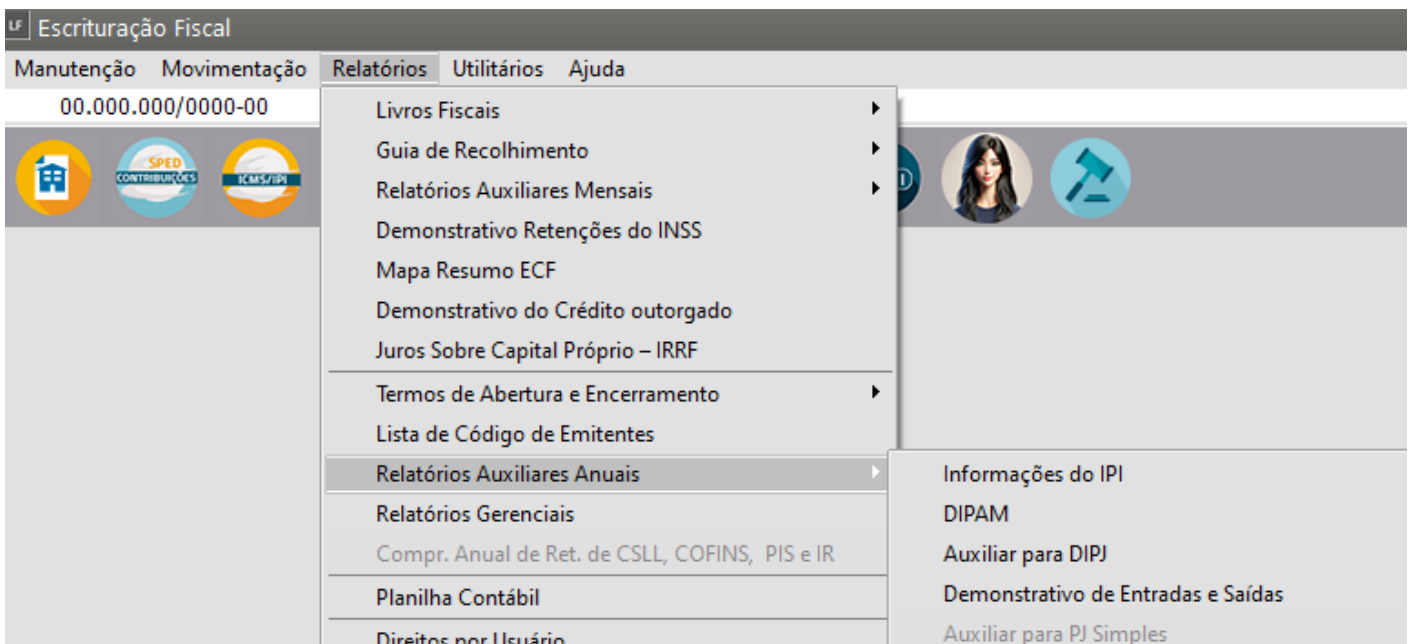 LF Escrituração Fiscal
Manutenção Movimentação Relatórios Utilitários Ajuda
00.000.000/0000-00
SPED
CONTRIBUIÇÕES
ICMS/IPI
Livros Fiscais
Guia de Recolhimento
Relatórios Auxiliares Mensais
Demonstrativo Retenções do INSS
Mapa Resumo ECF
Demonstrativo do Crédito outorgado
Juros Sobre Capital Próprio – IRRF
Termos de Abertura e Encerramento
Lista de Código de Emitentes
Relatórios Auxiliares Anuais
Relatórios Gerenciais
Compr. Anual de Ret. de CSLL, COFINS, PIS e IR
Planilha Contábil
Direitos por Usuário
Informações do IPI
DIPAM
Auxiliar para DIPJ
Demonstrativo de Entradas e Saídas
Auxiliar para PJ Simples